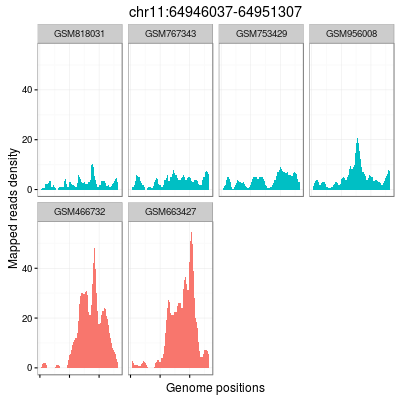 chr11:64946037-64951307
GSM818031 GSM767343 GSM753429 GSM956008
40
20
0
GSM466732 GSM663427
40
20
0
Mapped reads density
Genome positions